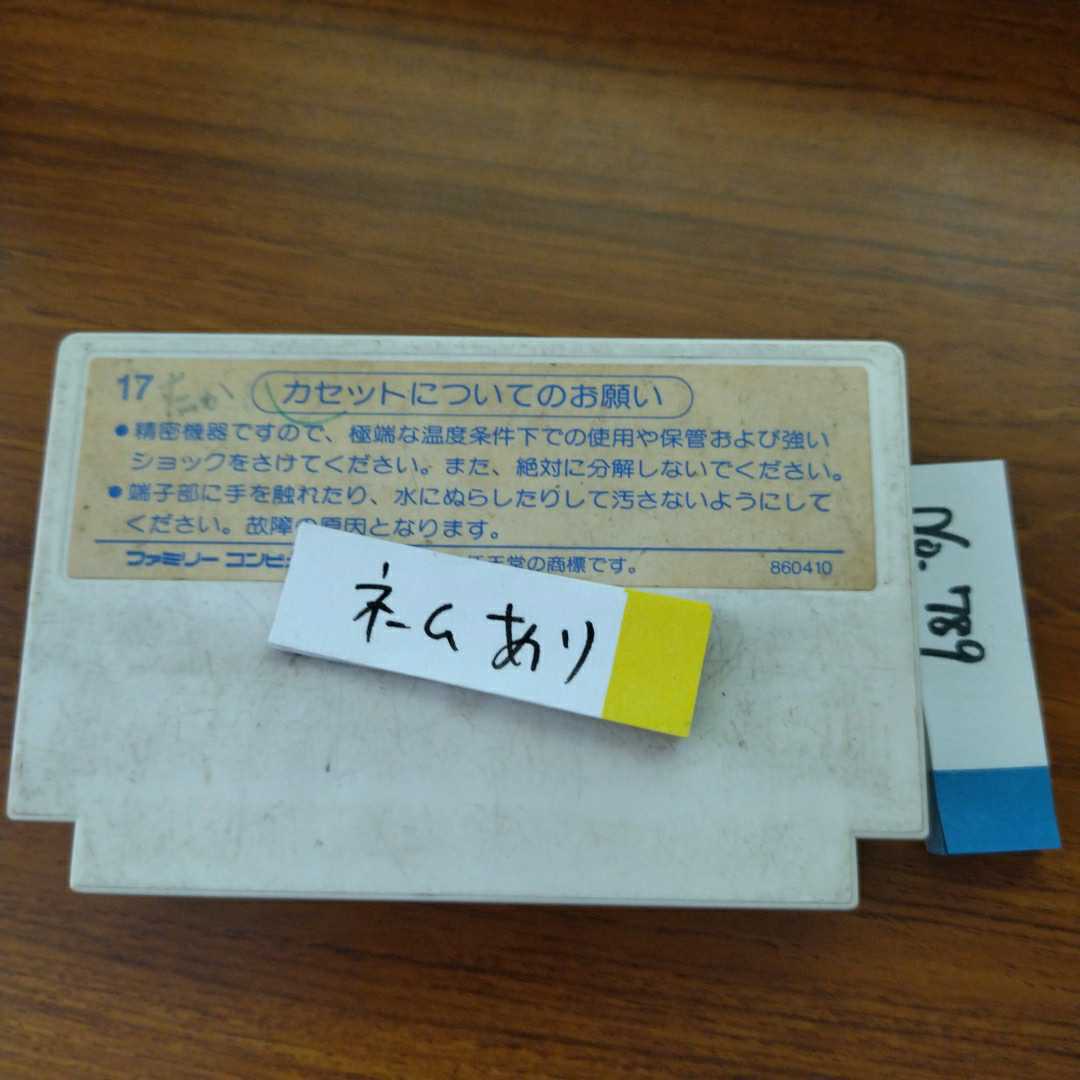 17 たか カセットについてのお願い
●精密機器ですので、極端な温度条件下での使用や保管および強い
ショックをさけてください。また、絶対に分解しないでください。
●端子部に手を触れたり、水にぬらしたりして汚さないようにして
ください。故障の原因となります。
ファミリーコンピ 任天堂の商標です。 860410
ネームあり
No. 789